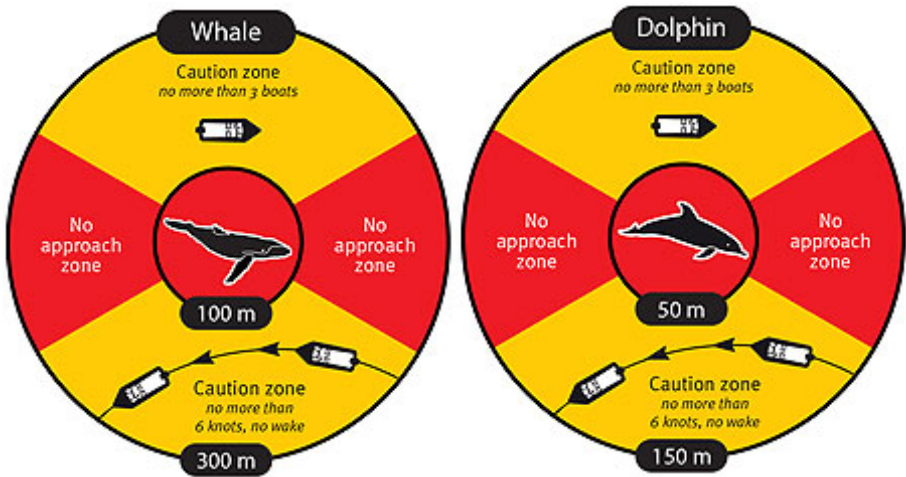 Whale
Caution zone
no more than 3 boats
No
approach
zone
No
approach
zone
100 m
Caution zone
no more than
6 knots, no wake
300 m
Dolphin
Caution zone
no more than 3 boats
No
approach
zone
No
approach
zone
50 m
Caution zone
no more than
6 knots, no wake
150 m